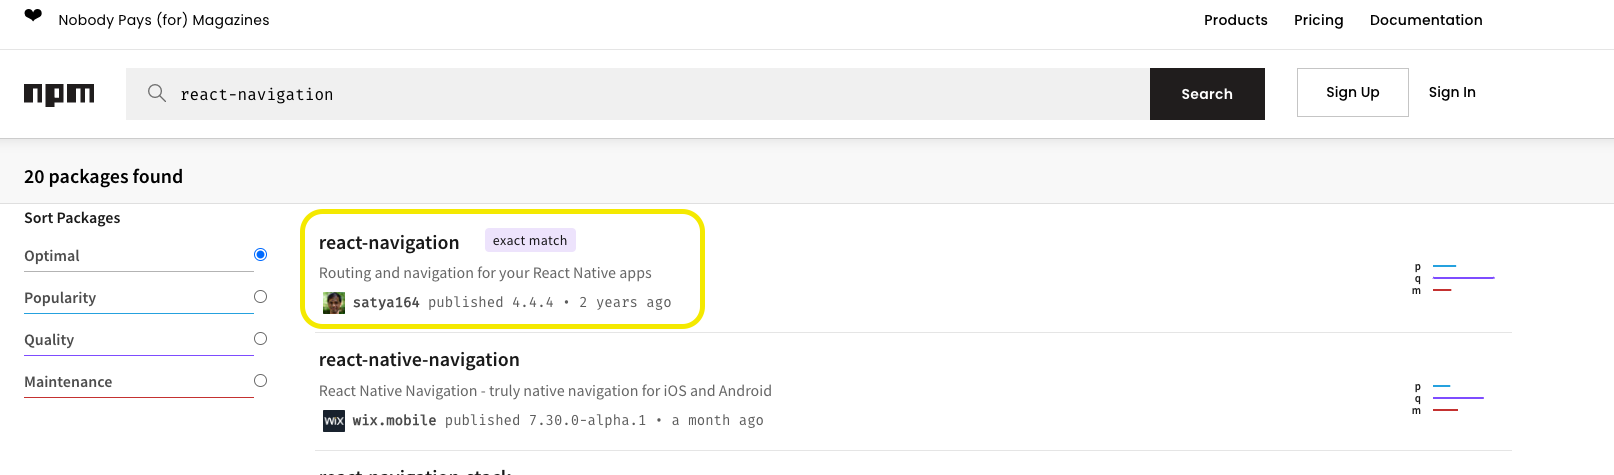 ❤ Nobody Pays (for) Magazines
Products Pricing Documentation
npm
react-navigation
Search
Sign Up
Sign In
20 packages found
Sort Packages
Optimal
Popularity
Quality
Maintenance
react-navigation exact match
Routing and navigation for your React Native apps
satya164 published 4.4.4 • 2 years ago
p
q
m
react-native-navigation
React Native Navigation - truly native navigation for iOS and Android
WiX wix.mobile published 7.30.0-alpha.1 • a month ago
p
q
m